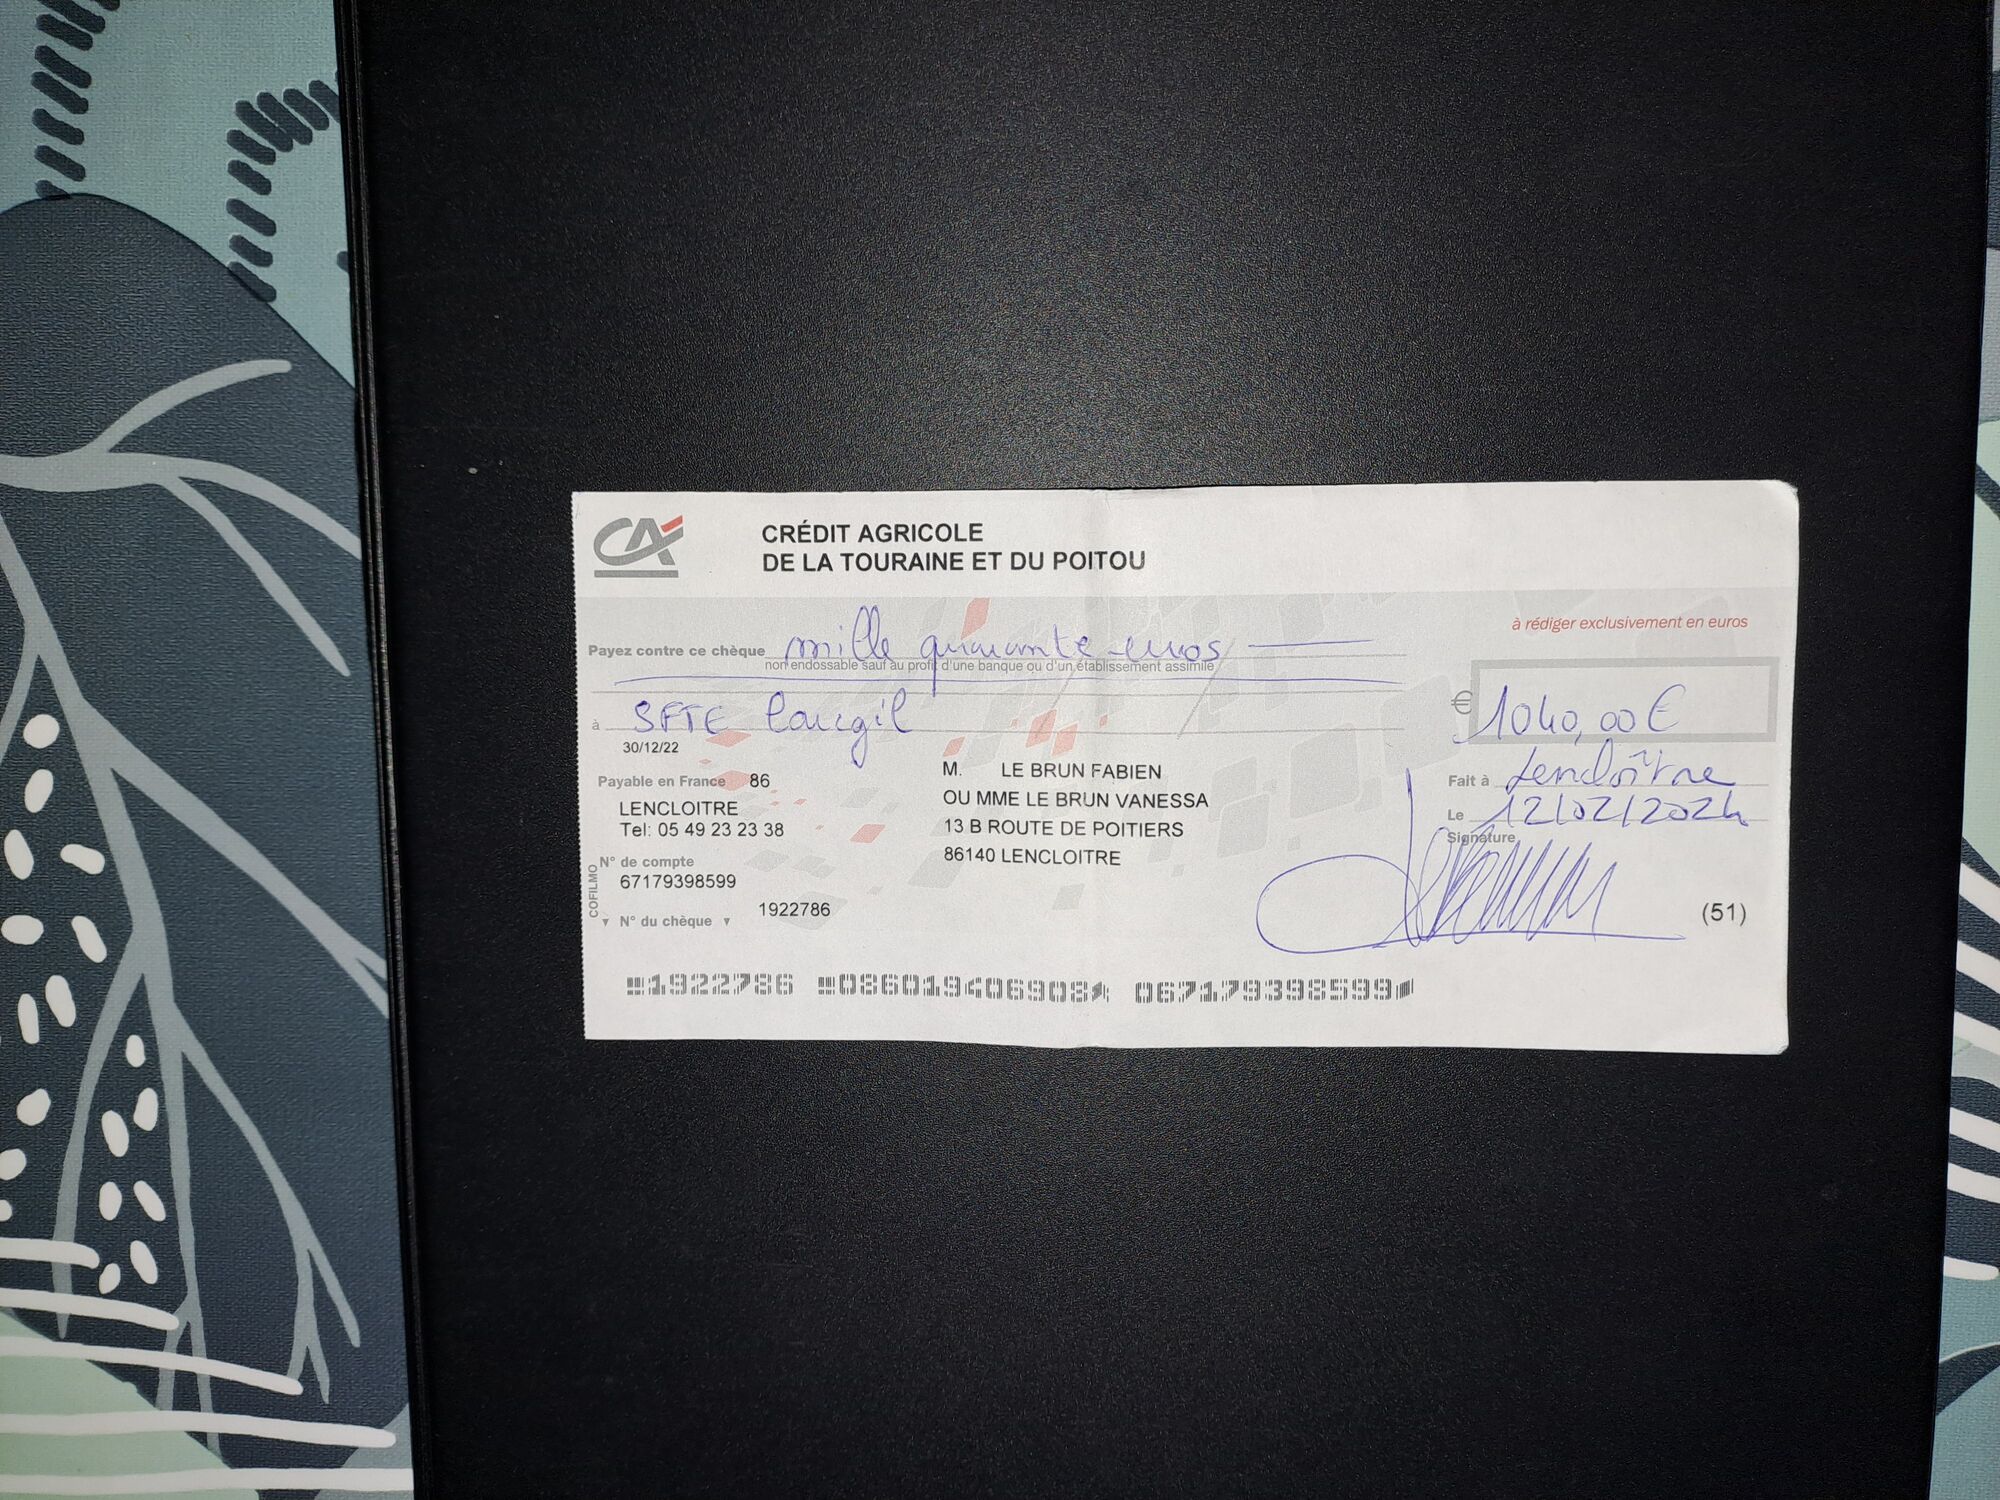 CA
CRÉDIT AGRICOLE
DE LA TOURAINE ET DU POITOU
à rédiger exclusivement en euros
Payez contre ce chèque mille quarante euros
non endossable sauf au profit d'une banque ou d'un établissement assimilé
€ 1040,00€
à SFTE
30/12/22
Payable en France 86
LENCLOITRE
Tel: 05 49 23 23 38
N° de compte
67179398599
N° du chèque 1922786
COFILMO
M. LE BRUN FABIEN
OU MME LE BRUN VANESSA
13 B ROUTE DE POITIERS
86140 LENCLOITRE
Fait à Lencloître
Le 12/02/2024
Signature
(51)
1922786 086019406908 067179398599